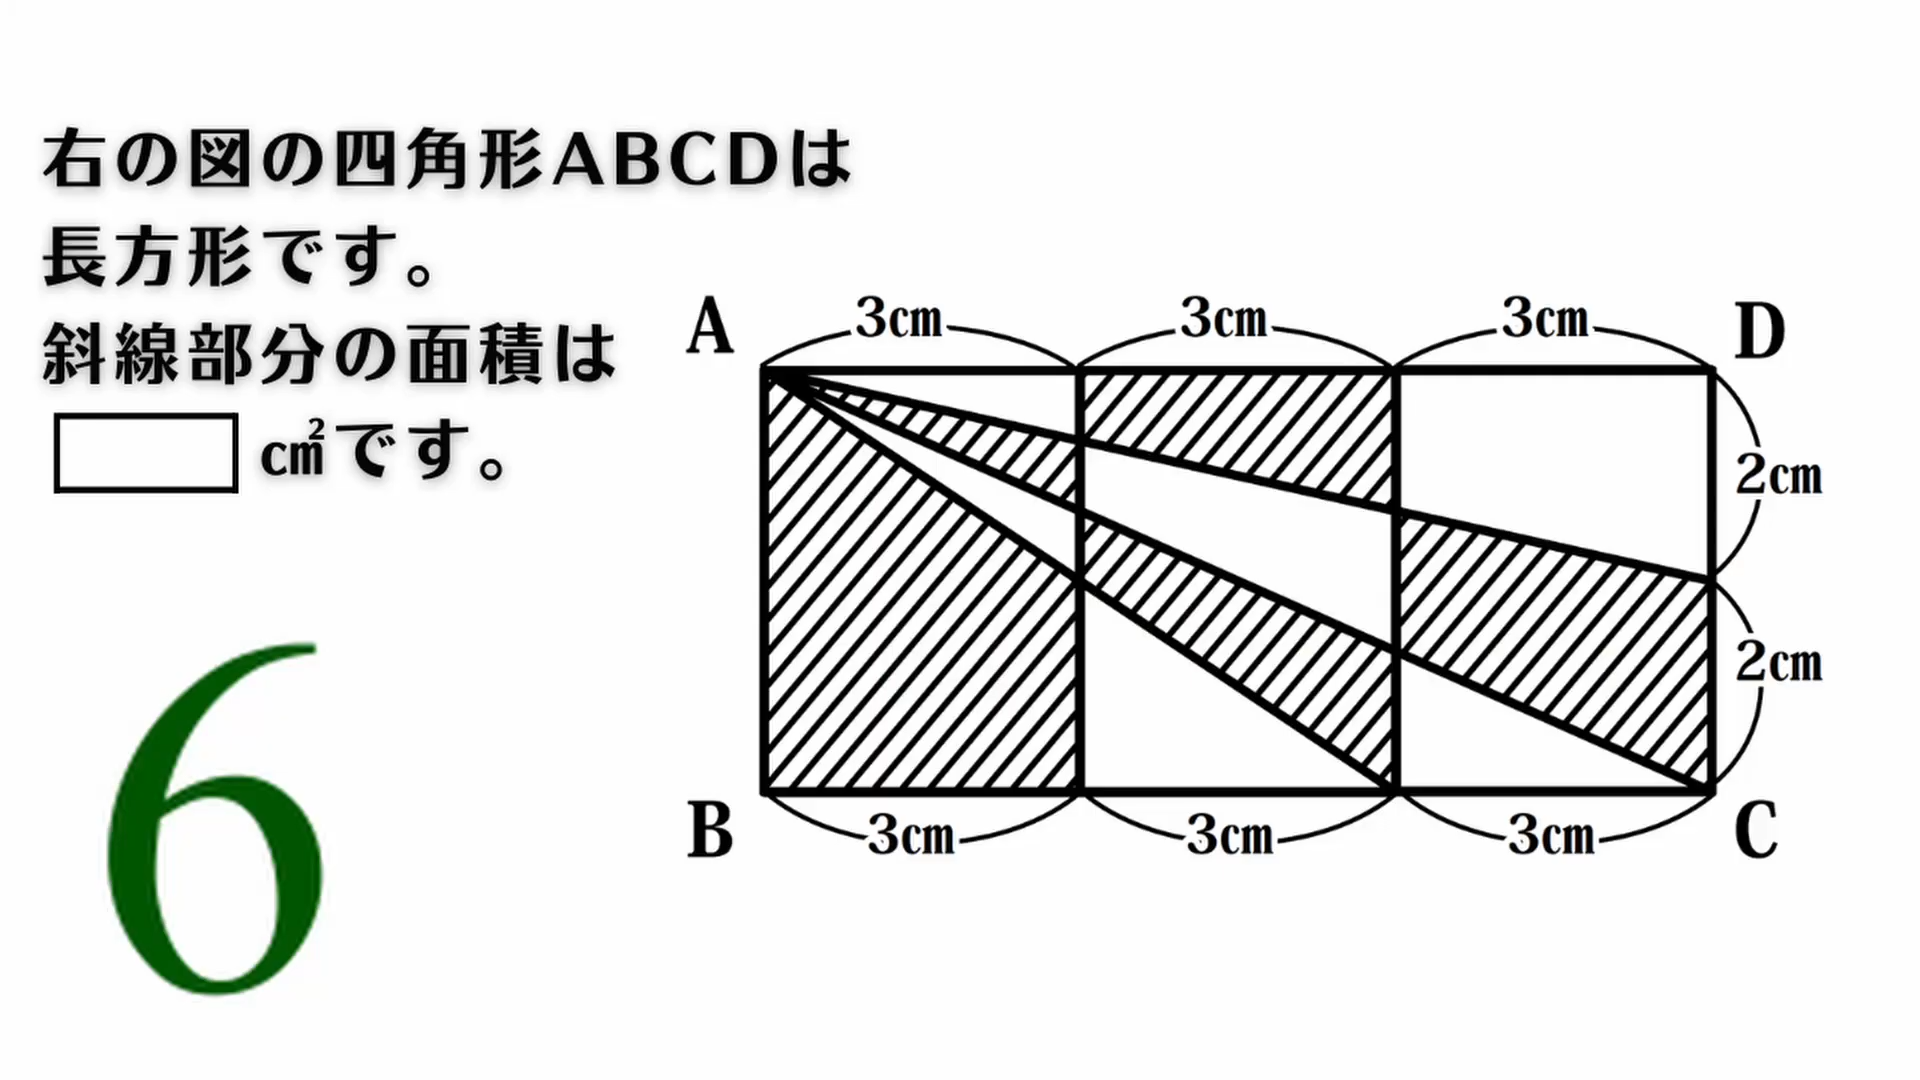 右の図の四角形ABCDは
長方形です。
斜線部分の面積は
cm²です。
6
A
3cm
3cm
3cm
D
2cm
2cm
B
3cm
3cm
3cm
C